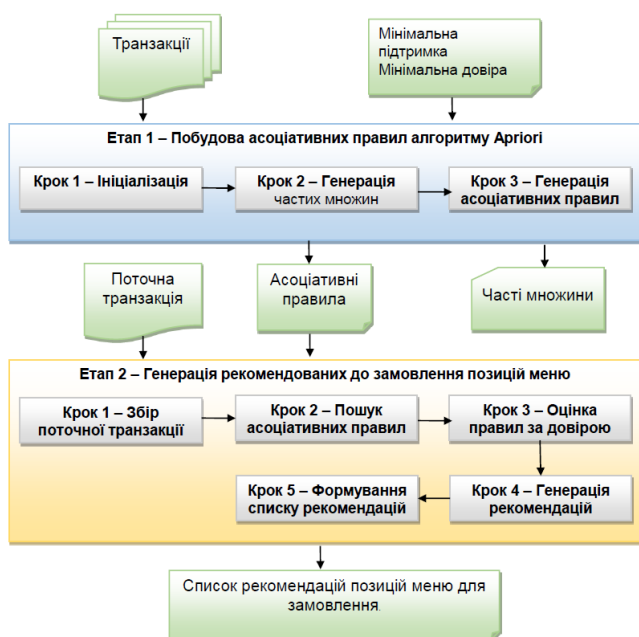 Транзакції
Мінімальна
підтримка
Мінімальна довіра
Етап 1 – Побудова асоціативних правил алгоритму Apriori
Крок 1 – Ініціалізація
Крок 2 – Генерація
частих множин
Крок 3 – Генерація
асоціативних правил
Поточна
транзакція
Асоціативні
правила
Часті множини
Етап 2 – Генерація рекомендованих до замовлення позицій меню
Крок 1 – Збір
поточної транзакції
Крок 2 – Пошук
асоціативних правил
Крок 3 – Оцінка
правил за довірою
Крок 5 – Формування
списку рекомендацій
Крок 4 – Генерація
рекомендацій
Список рекомендацій позицій меню для
замовлення.